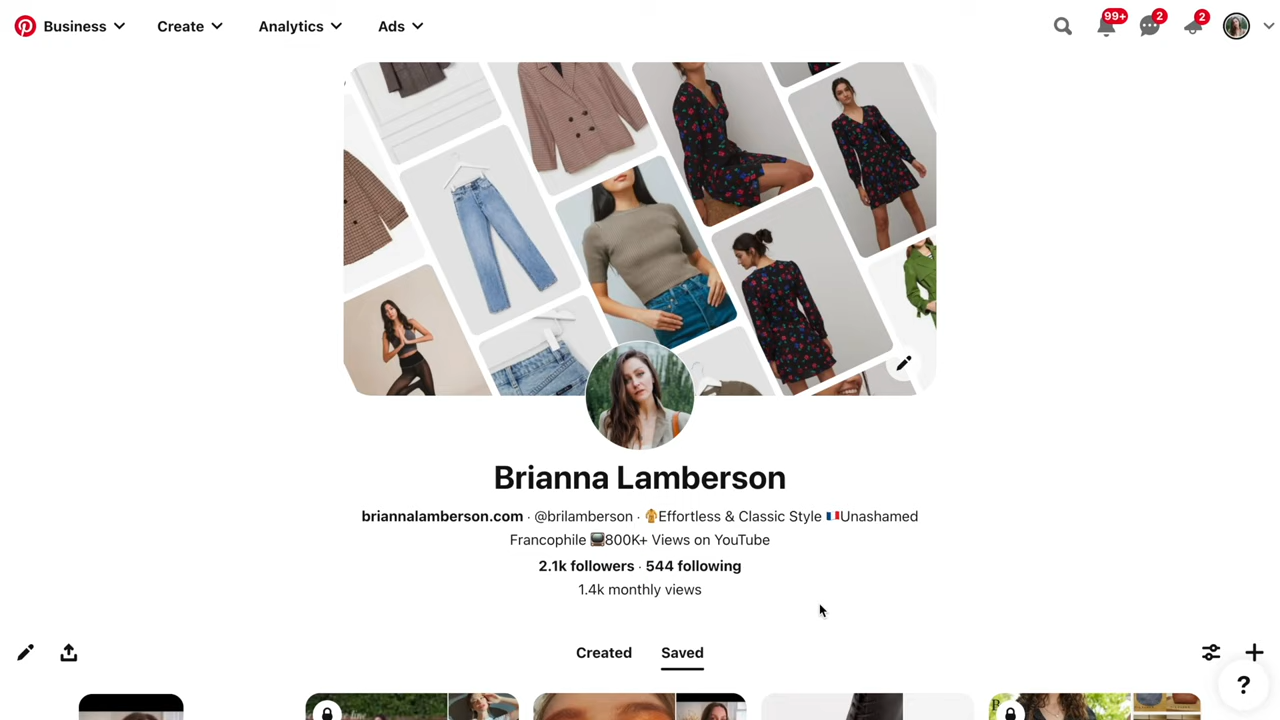 Business Create Analytics Ads 99+ 2 2
Brianna Lamberson
briannalamberson.com · @brilamberson · Effortless & Classic Style 🇫🇷Unashamed
Francophile 800K+ Views on YouTube
2.1k followers · 544 following
1.4k monthly views
Created Saved
?